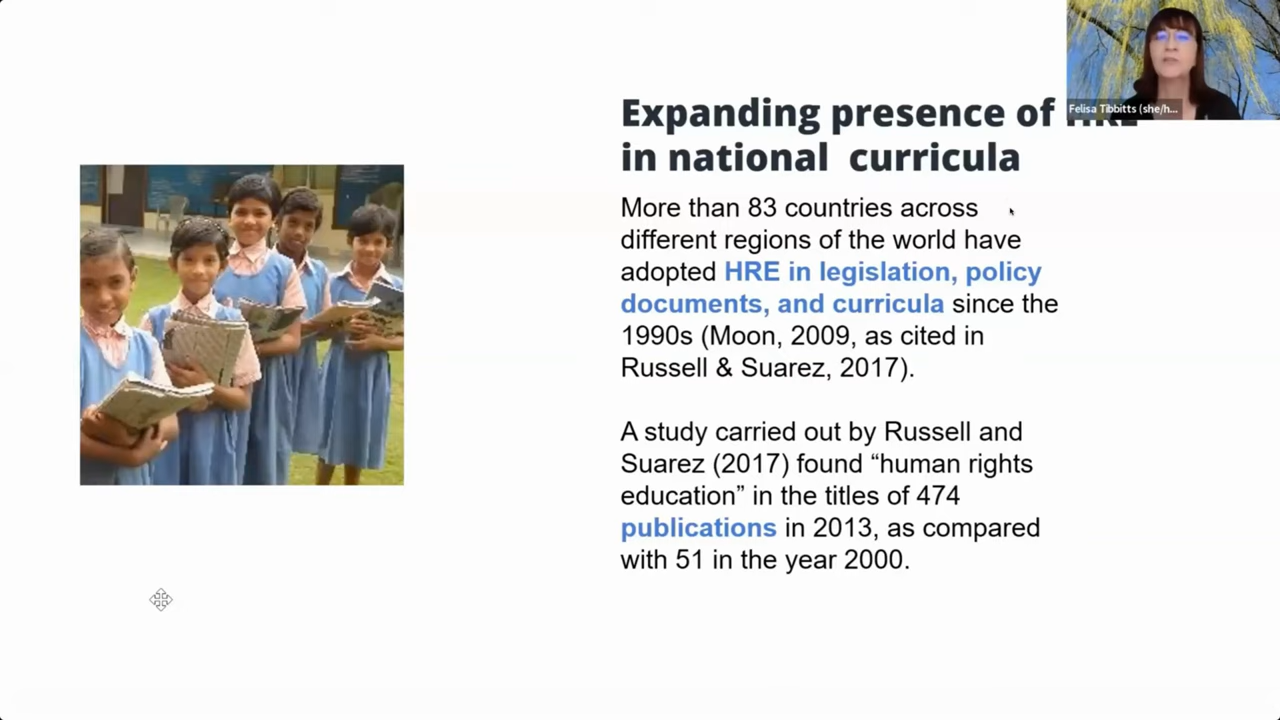 Felisa Tibbitts (she/h...
Expanding presence of
in national curricula
More than 83 countries across
different regions of the world have
adopted HRE in legislation, policy
documents, and curricula since the
1990s (Moon, 2009, as cited in
Russell & Suarez, 2017).
A study carried out by Russell and
Suarez (2017) found “human rights
education” in the titles of 474
publications in 2013, as compared
with 51 in the year 2000.